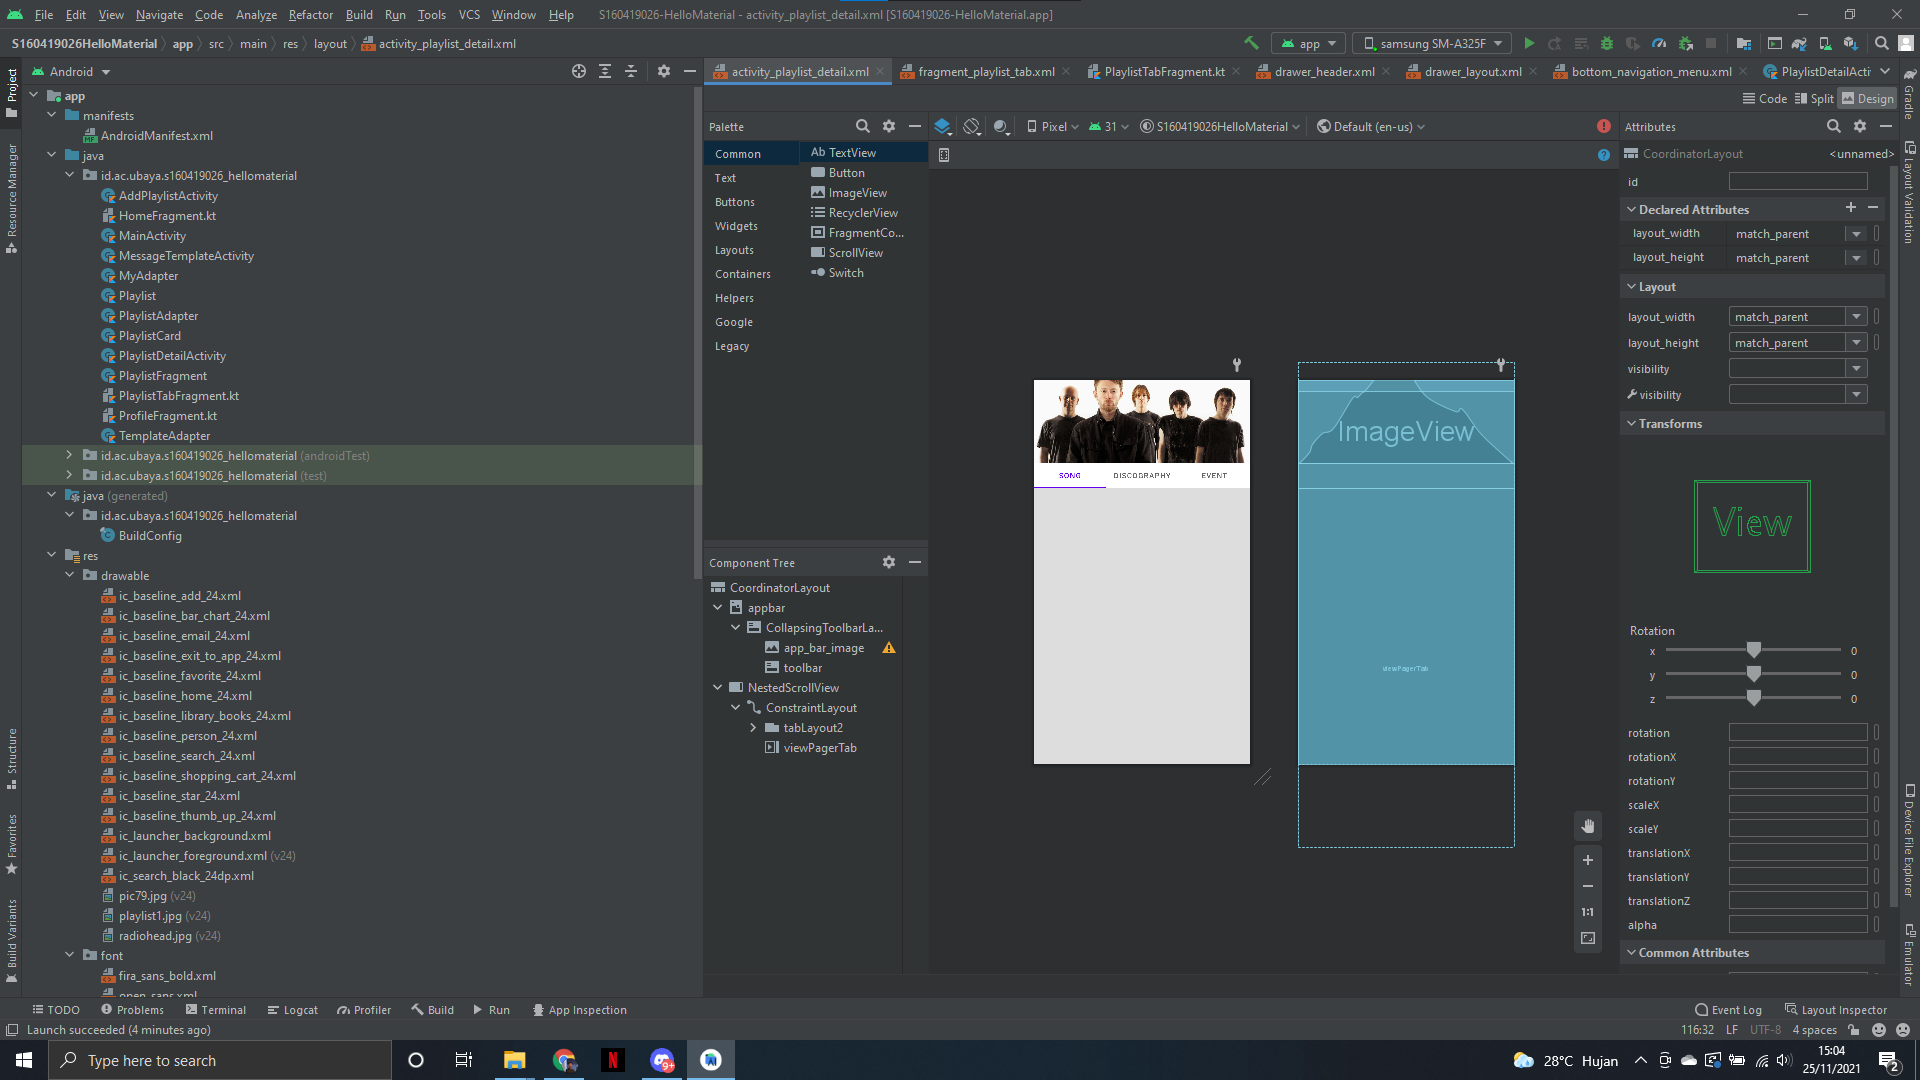 File Edit View Navigate Code Analyze Refactor Build Run Tools VCS Window Help S160419026-HelloMaterial - activity_playlist_detail.xml [S160419026-HelloMaterial.app]
S160419026HelloMaterial app src main res layout activity_playlist_detail.xml app samsung SM-A325F
Project
Resource Manager
Structure
Favorites
Build Variants
Android
app
manifests
AndroidManifest.xml
java
id.ac.ubaya.s160419026_hellomaterial
AddPlaylistActivity
HomeFragment.kt
MainActivity
MessageTemplateActivity
MyAdapter
Playlist
PlaylistAdapter
PlaylistCard
PlaylistDetailActivity
PlaylistFragment
PlaylistTabFragment.kt
ProfileFragment.kt
TemplateAdapter
id.ac.ubaya.s160419026_hellomaterial (androidTest)
id.ac.ubaya.s160419026_hellomaterial (test)
java (generated)
id.ac.ubaya.s160419026_hellomaterial
BuildConfig
res
drawable
ic_baseline_add_24.xml
ic_baseline_bar_chart_24.xml
ic_baseline_email_24.xml
ic_baseline_exit_to_app_24.xml
ic_baseline_favorite_24.xml
ic_baseline_home_24.xml
ic_baseline_library_books_24.xml
ic_baseline_person_24.xml
ic_baseline_search_24.xml
ic_baseline_shopping_cart_24.xml
ic_baseline_star_24.xml
ic_baseline_thumb_up_24.xml
ic_launcher_background.xml
ic_launcher_foreground.xml (v24)
ic_search_black_24dp.xml
pic79.jpg (v24)
playlist1.jpg (v24)
radiohead.jpg (v24)
font
fira_sans_bold.xml
open_sans.xml
activity_playlist_detail.xml fragment_playlist_tab.xml PlaylistTabFragment.kt drawer_header.xml drawer_layout.xml bottom_navigation_menu.xml PlaylistDetailActi
Code Split Design
Palette
Common
Text
Buttons
Widgets
Layouts
Containers
Helpers
Google
Legacy
Ab TextView
Button
ImageView
RecyclerView
FragmentCo...
ScrollView
Switch
Pixel 31 S160419026HelloMaterial Default (en-us)
Component Tree
CoordinatorLayout
appbar
CollapsingToolbarLa...
app_bar_image
toolbar
NestedScrollView
ConstraintLayout
tabLayout2
viewPagerTab
SONG DISCOGRAPHY EVENT
ImageView
viewPagerTab
1:1
Attributes
CoordinatorLayout <unnamed>
id
Declared Attributes
layout_width match_parent
layout_height match_parent
Layout
layout_width match_parent
layout_height match_parent
visibility
visibility
Transforms
View
Rotation
x 0
y 0
z 0
rotation
rotationX
rotationY
scaleX
scaleY
translationX
translationY
translationZ
alpha
Common Attributes
Gradle
Layout Validation
Device File Explorer
Emulator
TODO Problems Terminal Logcat Profiler Build Run App Inspection Event Log Layout Inspector
Launch succeeded (4 minutes ago) 116:32 LF UTF-8 4 spaces
Type here to search 9+ 28°C Hujan 15:04
25/11/2021 2